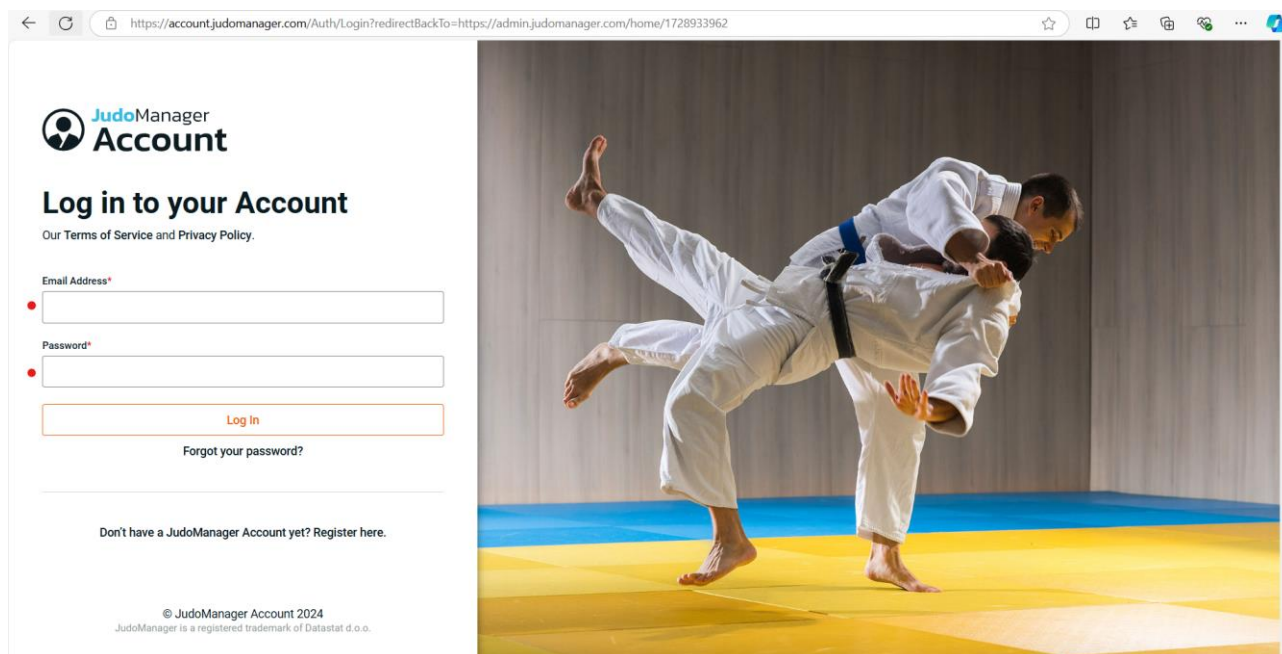 https://account.judomanager.com/Auth/Login?redirectBackTo=https://admin.judomanager.com/home/1728933962
JudoManager
Account
Log in to your Account
Our Terms of Service and Privacy Policy.
Email Address*
Password*
Log In
Forgot your password?
Don't have a JudoManager Account yet? Register here.
© JudoManager Account 2024
JudoManager is a registered trademark of Datastat d.o.o.